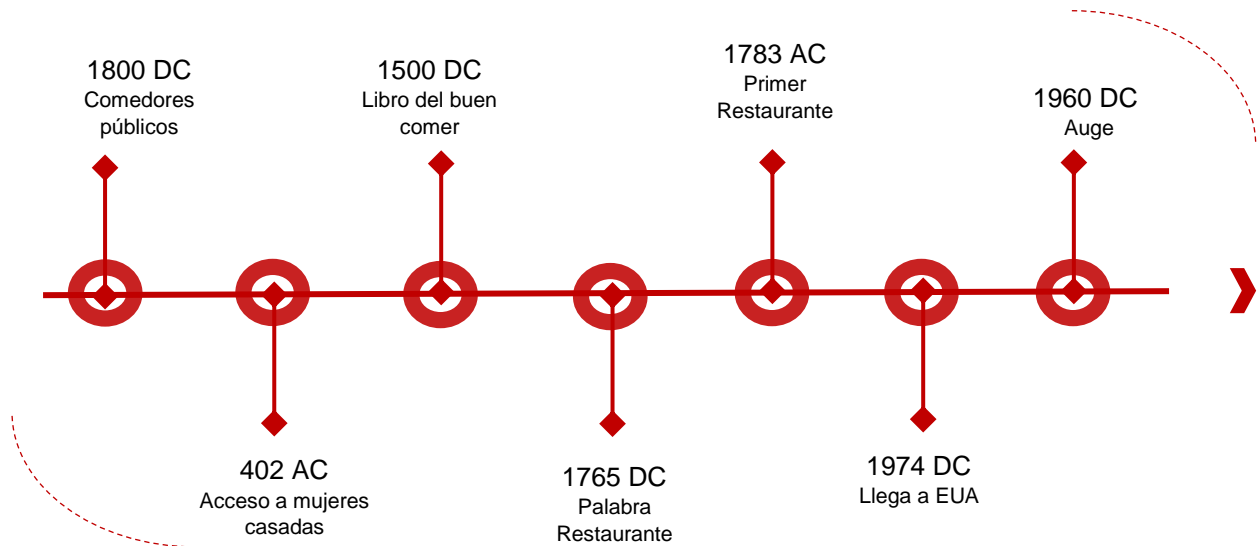 1800 DC
Comedores
públicos
402 AC
Acceso a mujeres
casadas
1500 DC
Libro del buen
comer
1765 DC
Palabra
Restaurante
1783 AC
Primer
Restaurante
1974 DC
Llega a EUA
1960 DC
Auge